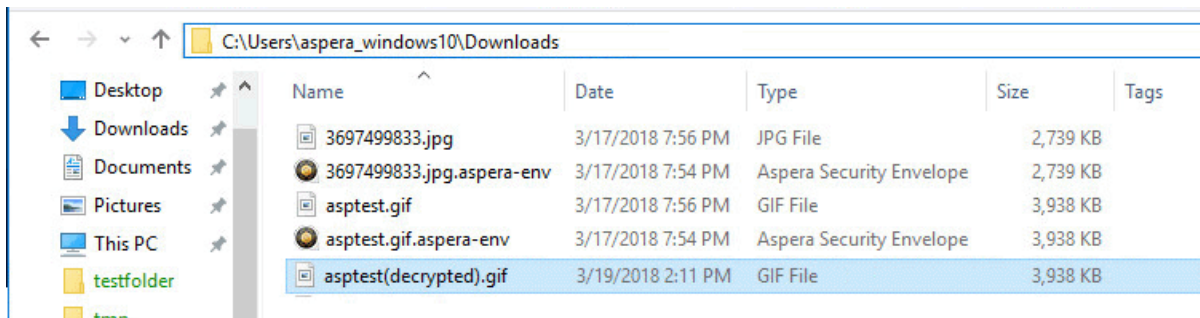 C:\Users\aspera_windows10\Downloads
Desktop
Downloads
Documents
Pictures
This PC
testfolder
tmp
Name Date Type Size Tags
3697499833.jpg 3/17/2018 7:56 PM JPG File 2,739 KB
3697499833.jpg.aspera-env 3/17/2018 7:54 PM Aspera Security Envelope 2,739 KB
asptest.gif 3/17/2018 7:56 PM GIF File 3,938 KB
asptest.gif.aspera-env 3/17/2018 7:54 PM Aspera Security Envelope 3,938 KB
asptest(decrypted).gif 3/19/2018 2:11 PM GIF File 3,938 KB